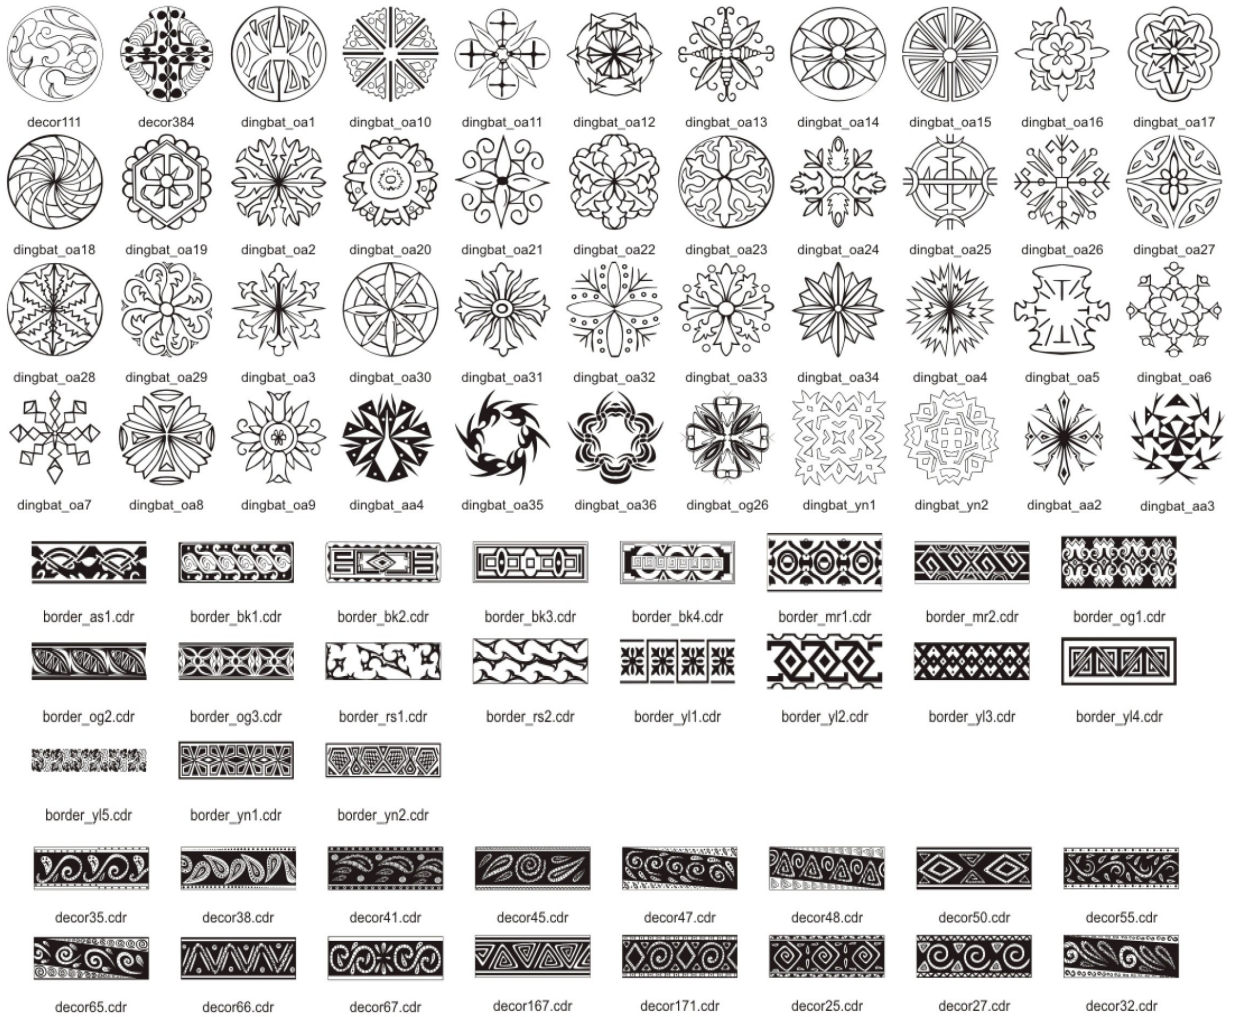 decor111 decor384 dingbat_oa1 dingbat_oa10 dingbat_oa11 dingbat_oa12 dingbat_oa13 dingbat_oa14 dingbat_oa15 dingbat_oa16 dingbat_oa17
dingbat_oa18 dingbat_oa19 dingbat_oa2 dingbat_oa20 dingbat_oa21 dingbat_oa22 dingbat_oa23 dingbat_oa24 dingbat_oa25 dingbat_oa26 dingbat_oa27
dingbat_oa28 dingbat_oa29 dingbat_oa3 dingbat_oa30 dingbat_oa31 dingbat_oa32 dingbat_oa33 dingbat_oa34 dingbat_oa4 dingbat_oa5 dingbat_oa6
dingbat_oa7 dingbat_oa8 dingbat_oa9 dingbat_aa4 dingbat_oa35 dingbat_oa36 dingbat_og26 dingbat_yn1 dingbat_yn2 dingbat_aa2 dingbat_aa3
border_as1.cdr border_bk1.cdr border_bk2.cdr border_bk3.cdr border_bk4.cdr border_mr1.cdr border_mr2.cdr border_og1.cdr
border_og2.cdr border_og3.cdr border_rs1.cdr border_rs2.cdr border_yl1.cdr border_yl2.cdr border_yl3.cdr border_yl4.cdr
border_yl5.cdr border_yn1.cdr border_yn2.cdr
decor35.cdr decor38.cdr decor41.cdr decor45.cdr decor47.cdr decor48.cdr decor50.cdr decor55.cdr
decor65.cdr decor66.cdr decor67.cdr decor167.cdr decor171.cdr decor25.cdr decor27.cdr decor32.cdr